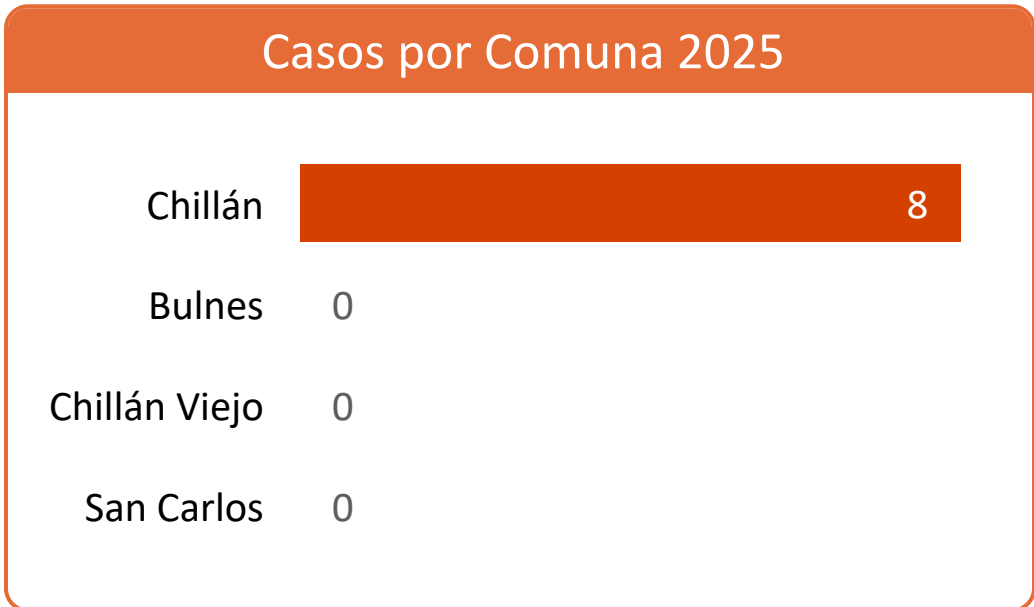 Casos por Comuna 2025
Chillán 8
Bulnes 0
Chillán Viejo 0
San Carlos 0